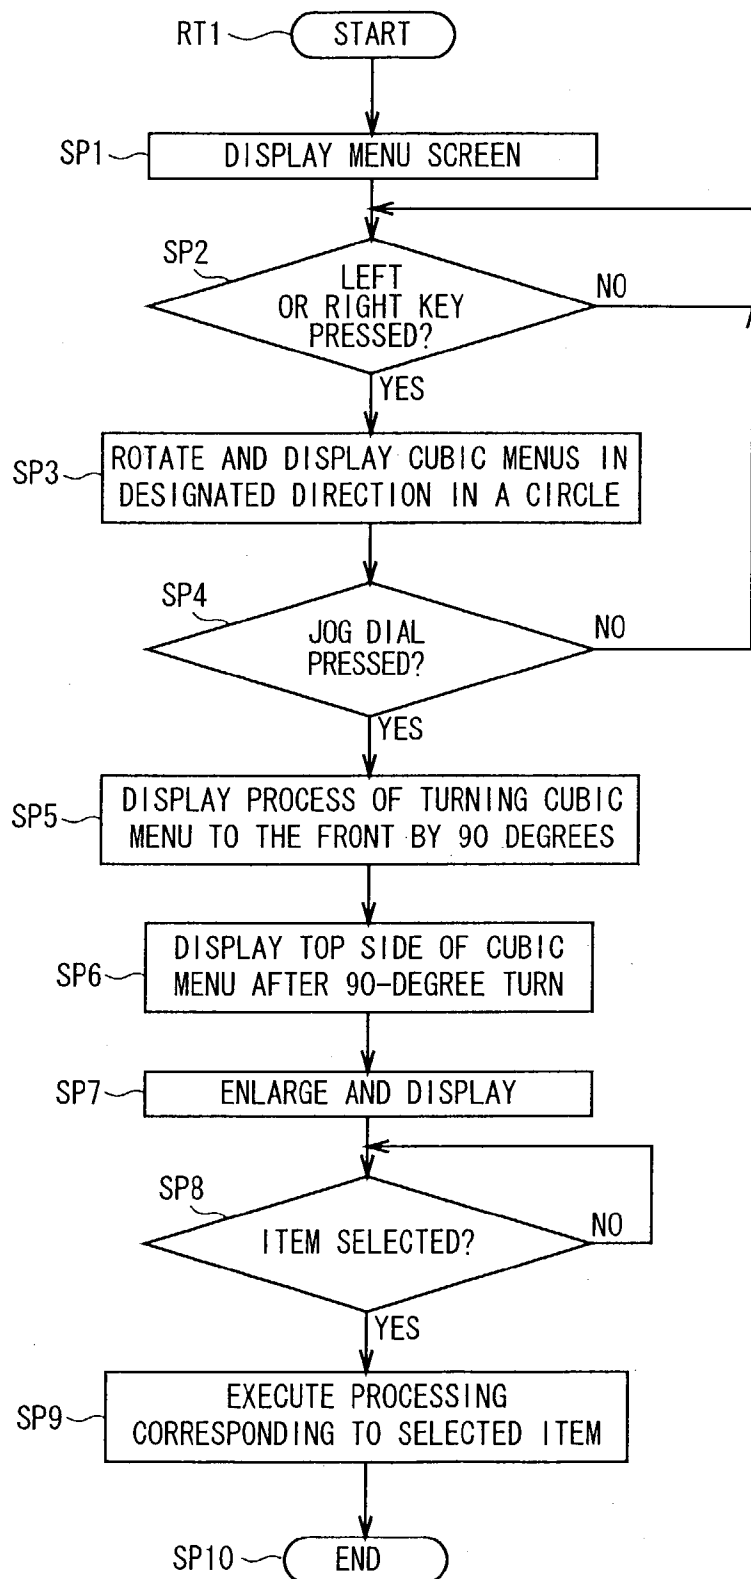 RT1
START
SP1
DISPLAY MENU SCREEN
SP2
LEFT
OR RIGHT KEY
PRESSED?
NO
YES
SP3
ROTATE AND DISPLAY CUBIC MENUS IN
DESIGNATED DIRECTION IN A CIRCLE
SP4
JOG DIAL
PRESSED?
NO
YES
SP5
DISPLAY PROCESS OF TURNING CUBIC
MENU TO THE FRONT BY 90 DEGREES
SP6
DISPLAY TOP SIDE OF CUBIC
MENU AFTER 90-DEGREE TURN
SP7
ENLARGE AND DISPLAY
SP8
ITEM SELECTED?
NO
YES
SP9
EXECUTE PROCESSING
CORRESPONDING TO SELECTED ITEM
SP10
END